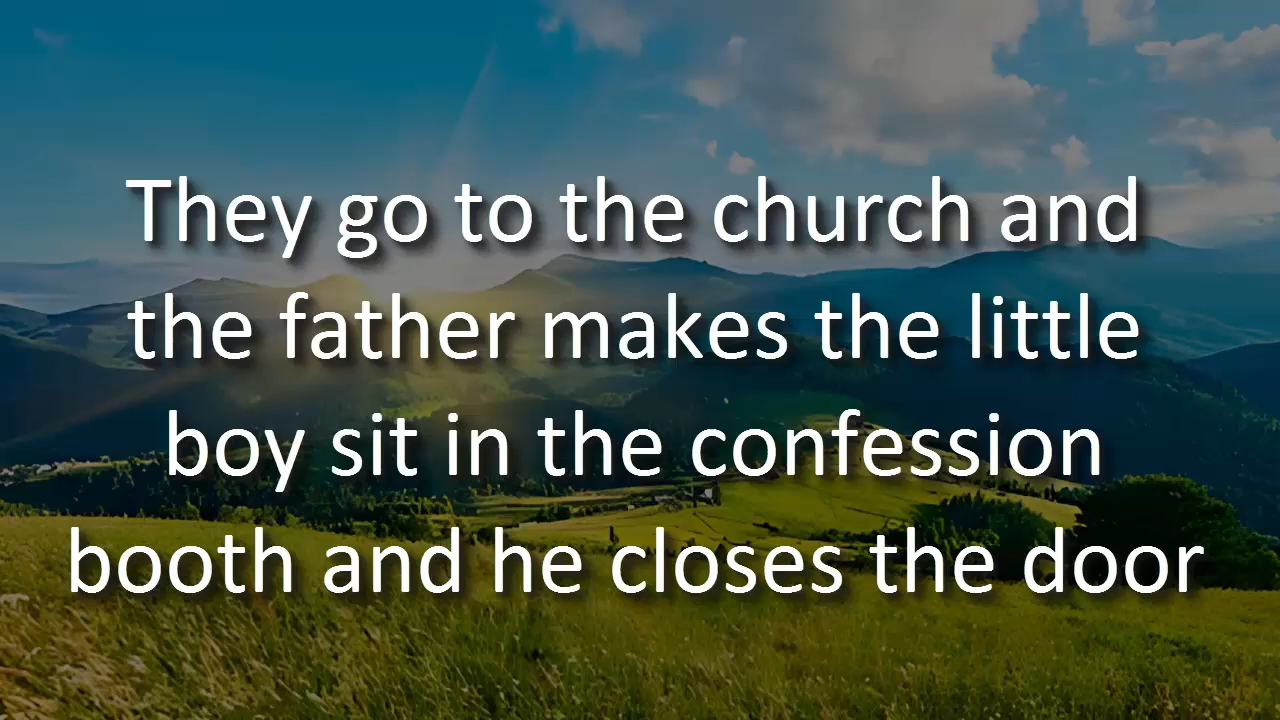 They go to the church and
the father makes the little
boy sit in the confession
booth and he closes the door